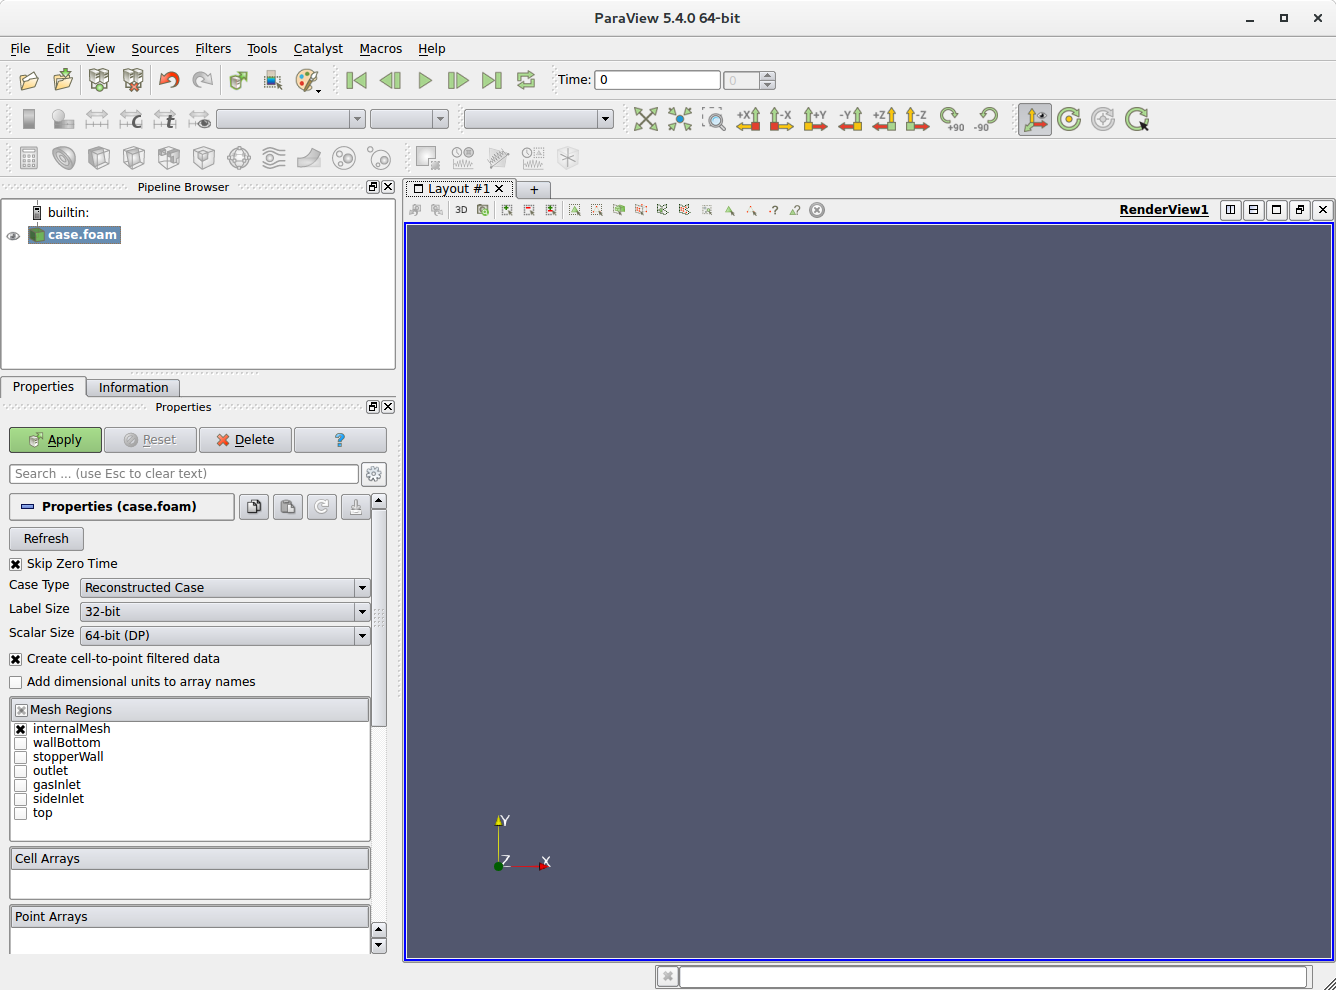 ParaView 5.4.0 64-bit
File Edit View Sources Filters Tools Catalyst Macros Help
Time: 0 0
+X -X +Y -Y +Z -Z +90 -90
Pipeline Browser
builtin:
case.foam
Properties Information
Properties
Apply Reset Delete ?
Search ... (use Esc to clear text)
Properties (case.foam)
Refresh
Skip Zero Time
Case Type Reconstructed Case
Label Size 32-bit
Scalar Size 64-bit (DP)
Create cell-to-point filtered data
Add dimensional units to array names
Mesh Regions
internalMesh
wallBottom
stopperWall
outlet
gasInlet
sideInlet
top
Cell Arrays
Point Arrays
Layout #1 +
3D ? ? RenderView1
Y
Z X